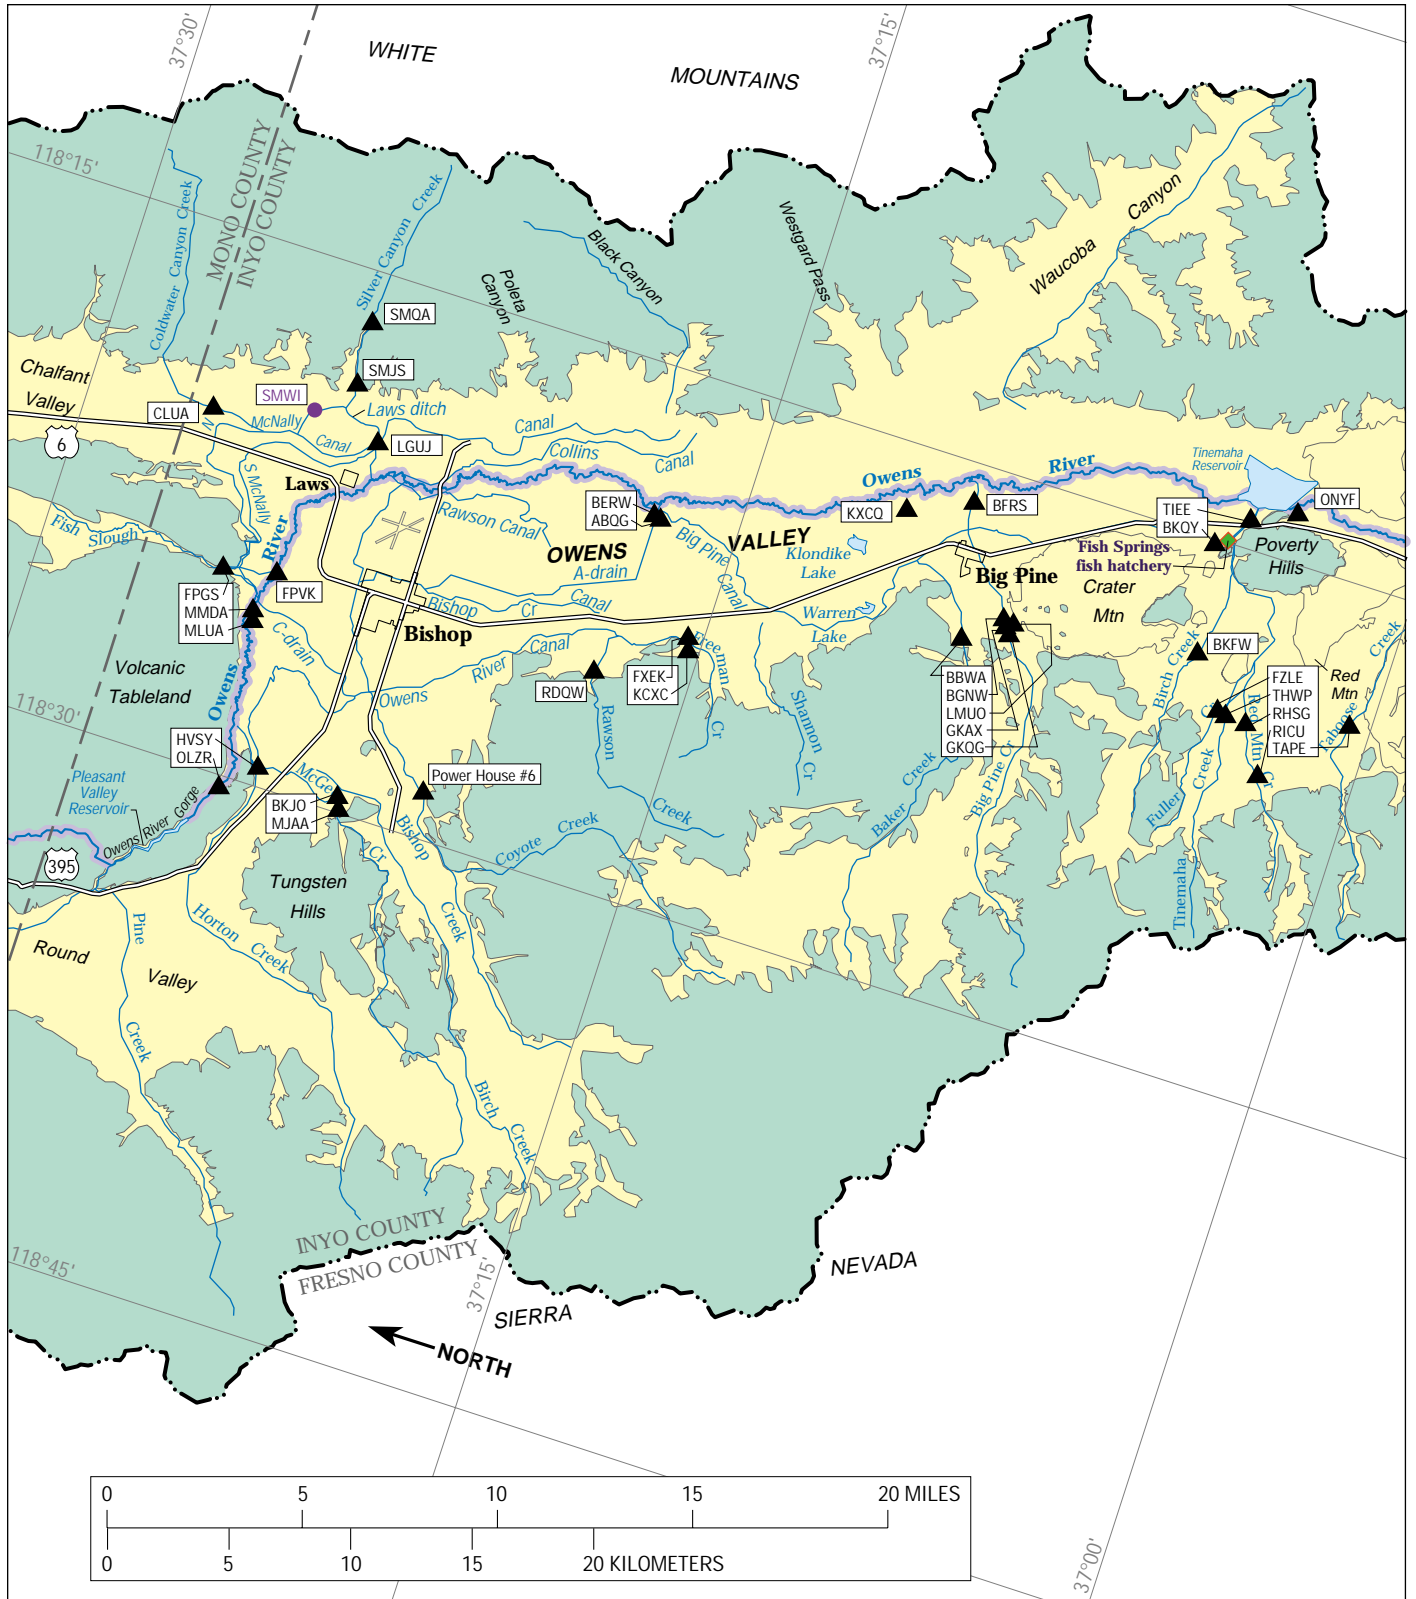 37°30'
WHITE
MOUNTAINS
37°15'
118°15'
MONO COUNTY
INYO COUNTY
Coldwater Canyon Creek
Silver Canyon Creek
Poleta
Canyon
Black Canyon
Westgard Pass
Waucoba Canyon
SMQA
SMJS
SMWI
CLUA
Chalfant
Valley
Laws ditch
N
McNally
Canal
LGUJ
Canal
Collins
Canal
6
Laws
S McNally
Owens River
Tinemaha
Reservoir
ONYF
BERW
ABQG
KXCQ
BFRS
TIEE
BKQY
Rawson Canal
OWENS
VALLEY
Klondike
Lake
Fish Springs
fish hatchery
Poverty
Hills
Fish Slough
River
FPGS
MMDA
MLUA
FPVK
A-drain
Big Pine
Canal
Big Pine
Crater
Mtn
Bishop Cr Canal
Bishop
C-drain
Warren
Lake
Volcanic
Tableland
Owens
Owens River Canal
RDQW
FXEK
KCXC
Freeman
Cr
Rawson
Creek
Shannon
Cr
BBWA
BGNW
LMUO
GKAX
GKQG
Birch Creek
BKFW
FZLE
THWP
RHSG
RICU
TAPE
Red
Mtn
Taboose Creek
Red Mtn
Cr
118°30'
HVSY
OLZR
Pleasant
Valley
Reservoir
Owens River Gorge
McGee
Cr
BKJO
MJAA
Power House #6
Bishop
Creek
Coyote Creek
Baker Creek
Big Pine Cr
Fuller Creek
Tinemaha
Cr
395
Tungsten
Hills
Round
Valley
Pine
Creek
Horton Creek
Birch Creek
INYO COUNTY
FRESNO COUNTY
118°45'
37°15'
SIERRA
NEVADA
NORTH
0 5 10 15 20 MILES
0 5 10 15 20 KILOMETERS
37°00'